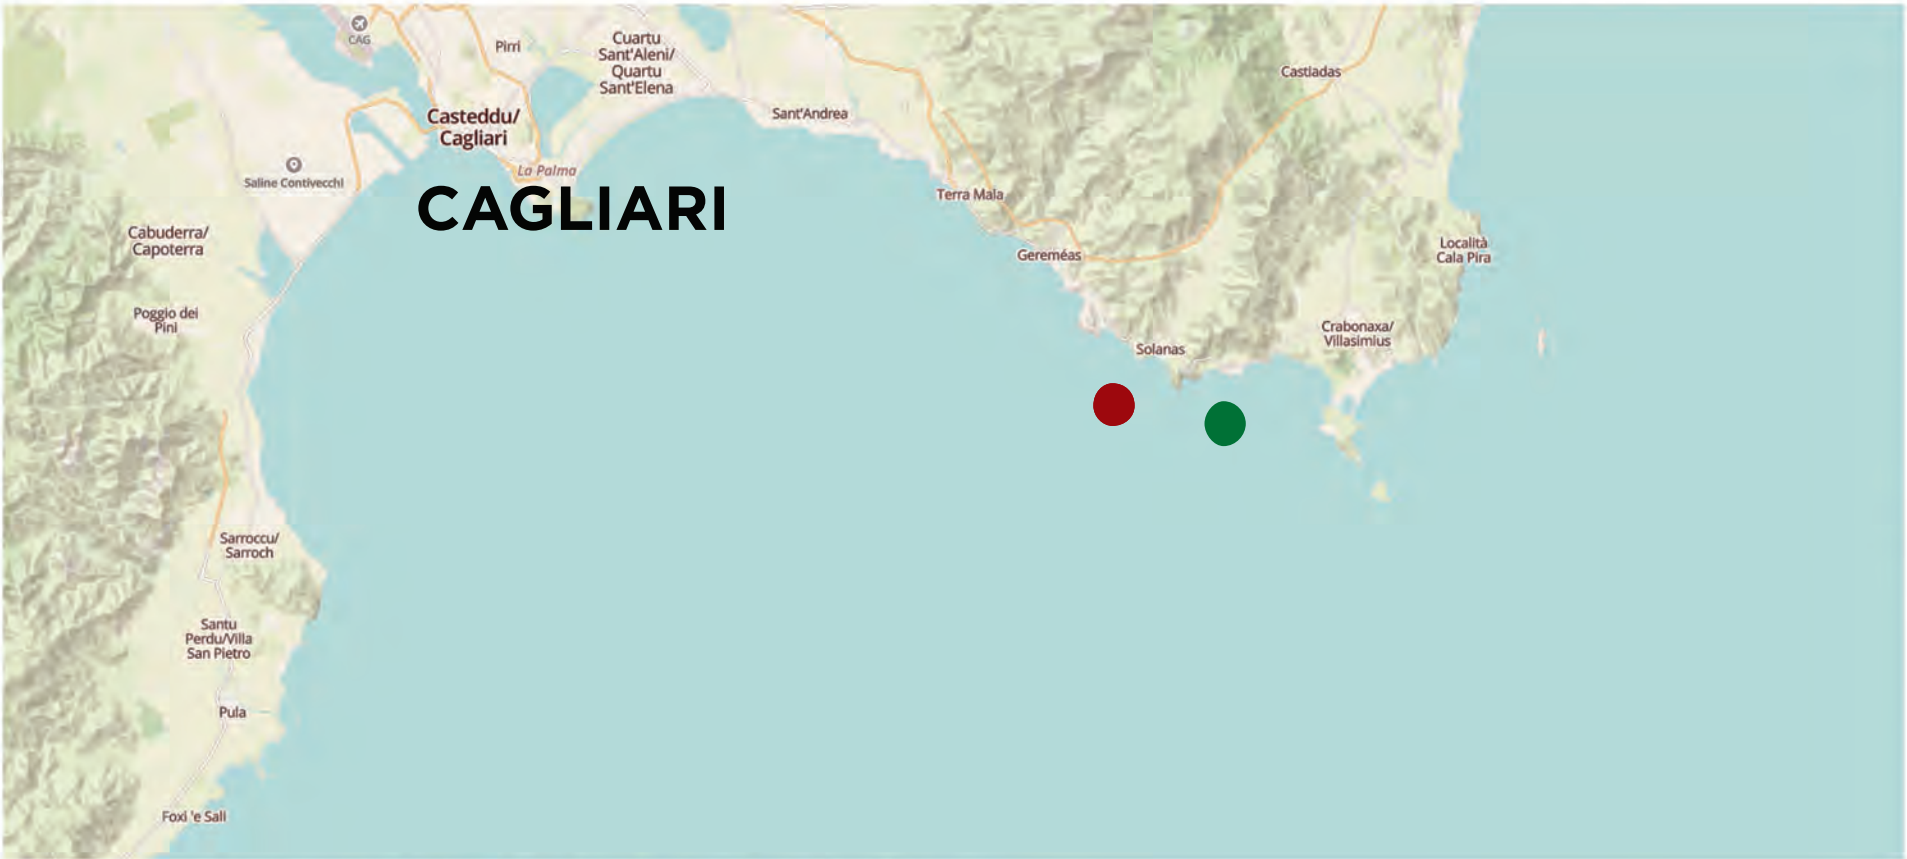 CAG
Pirri
Cuartu
Sant'Aleni/
Quartu
Sant'Elena
Castiadas
Casteddu/
Cagliari
Sant'Andrea
La Palma
Saline Contivecchi
CAGLIARI
Terra Mala
Cabuderra/
Capoterra
Gereméas
Località
Cala Pira
Poggio dei
Pini
Solanas
Crabonaxa/
Villasimius
Sarroccu/
Sarroch
Santu
Perdu/Villa
San Pietro
Pula
Foxi 'e Sali